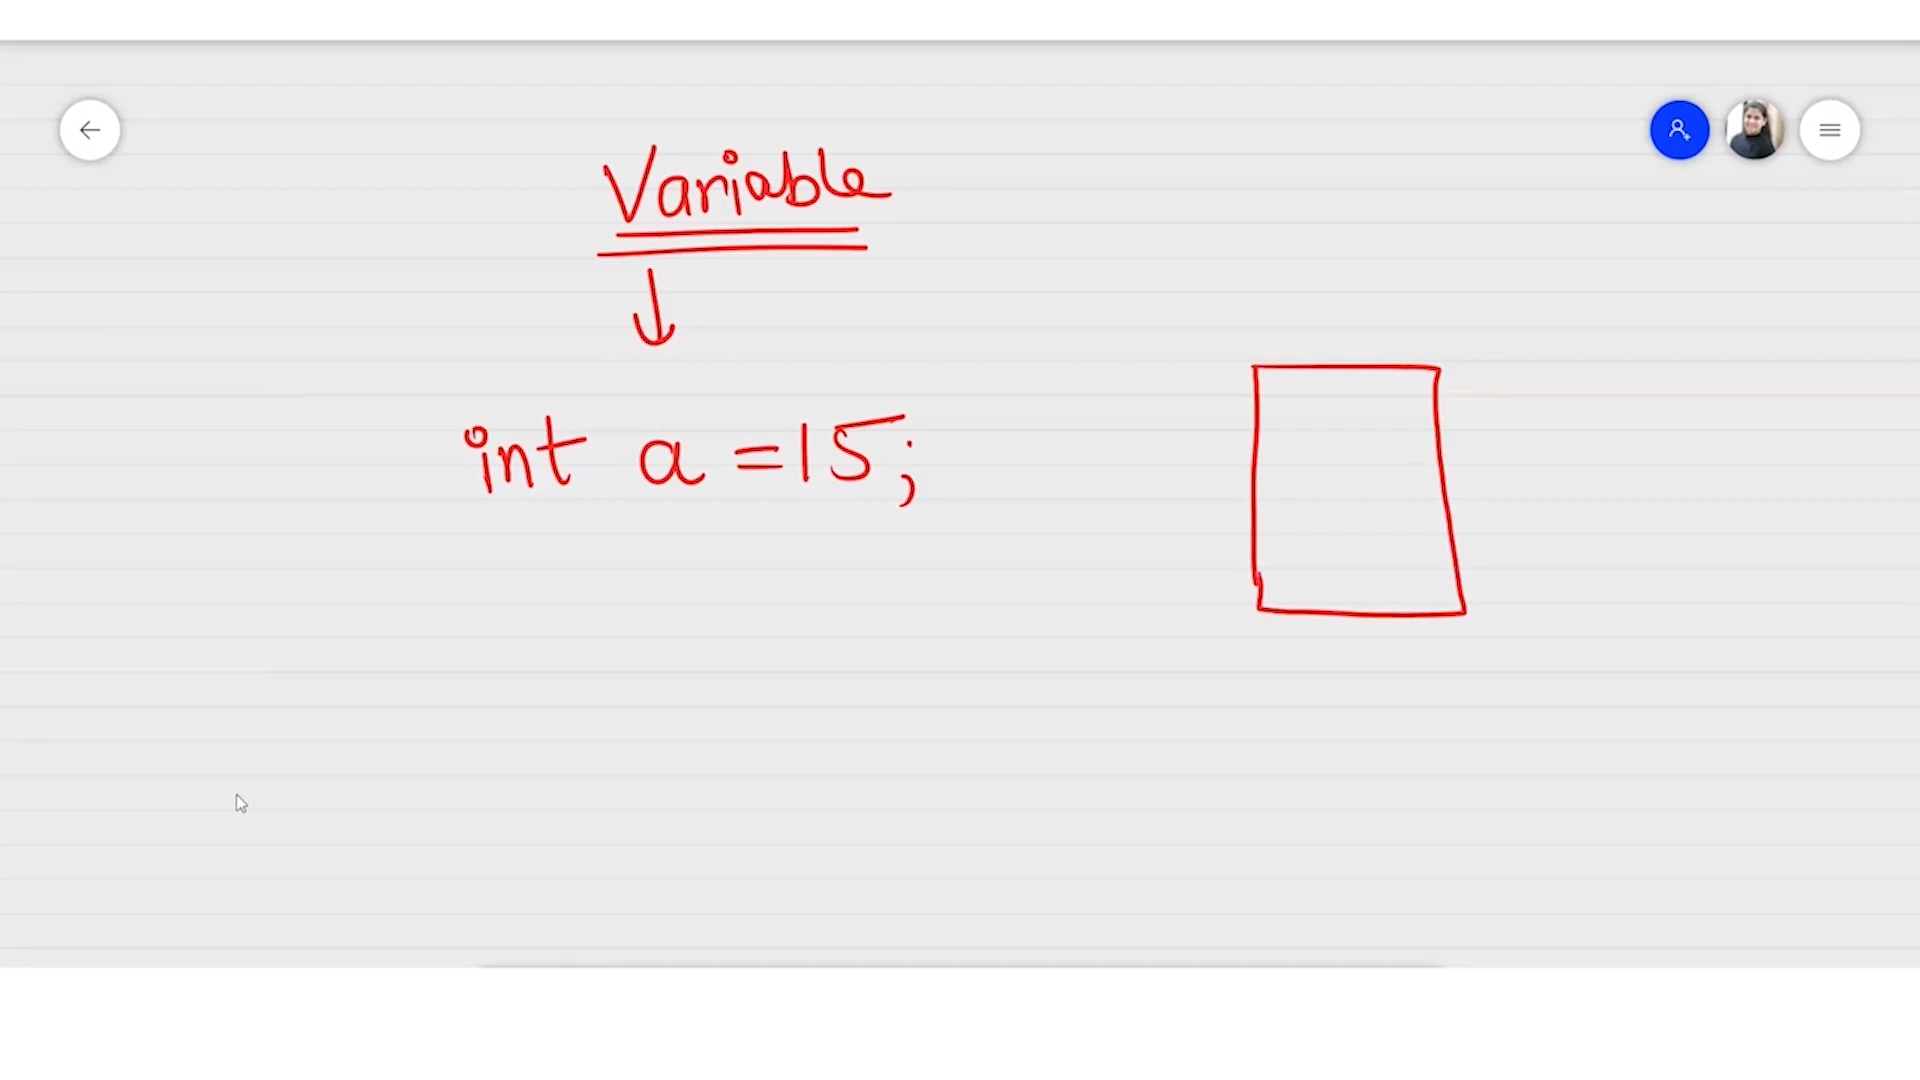 Variable
int a = 15;